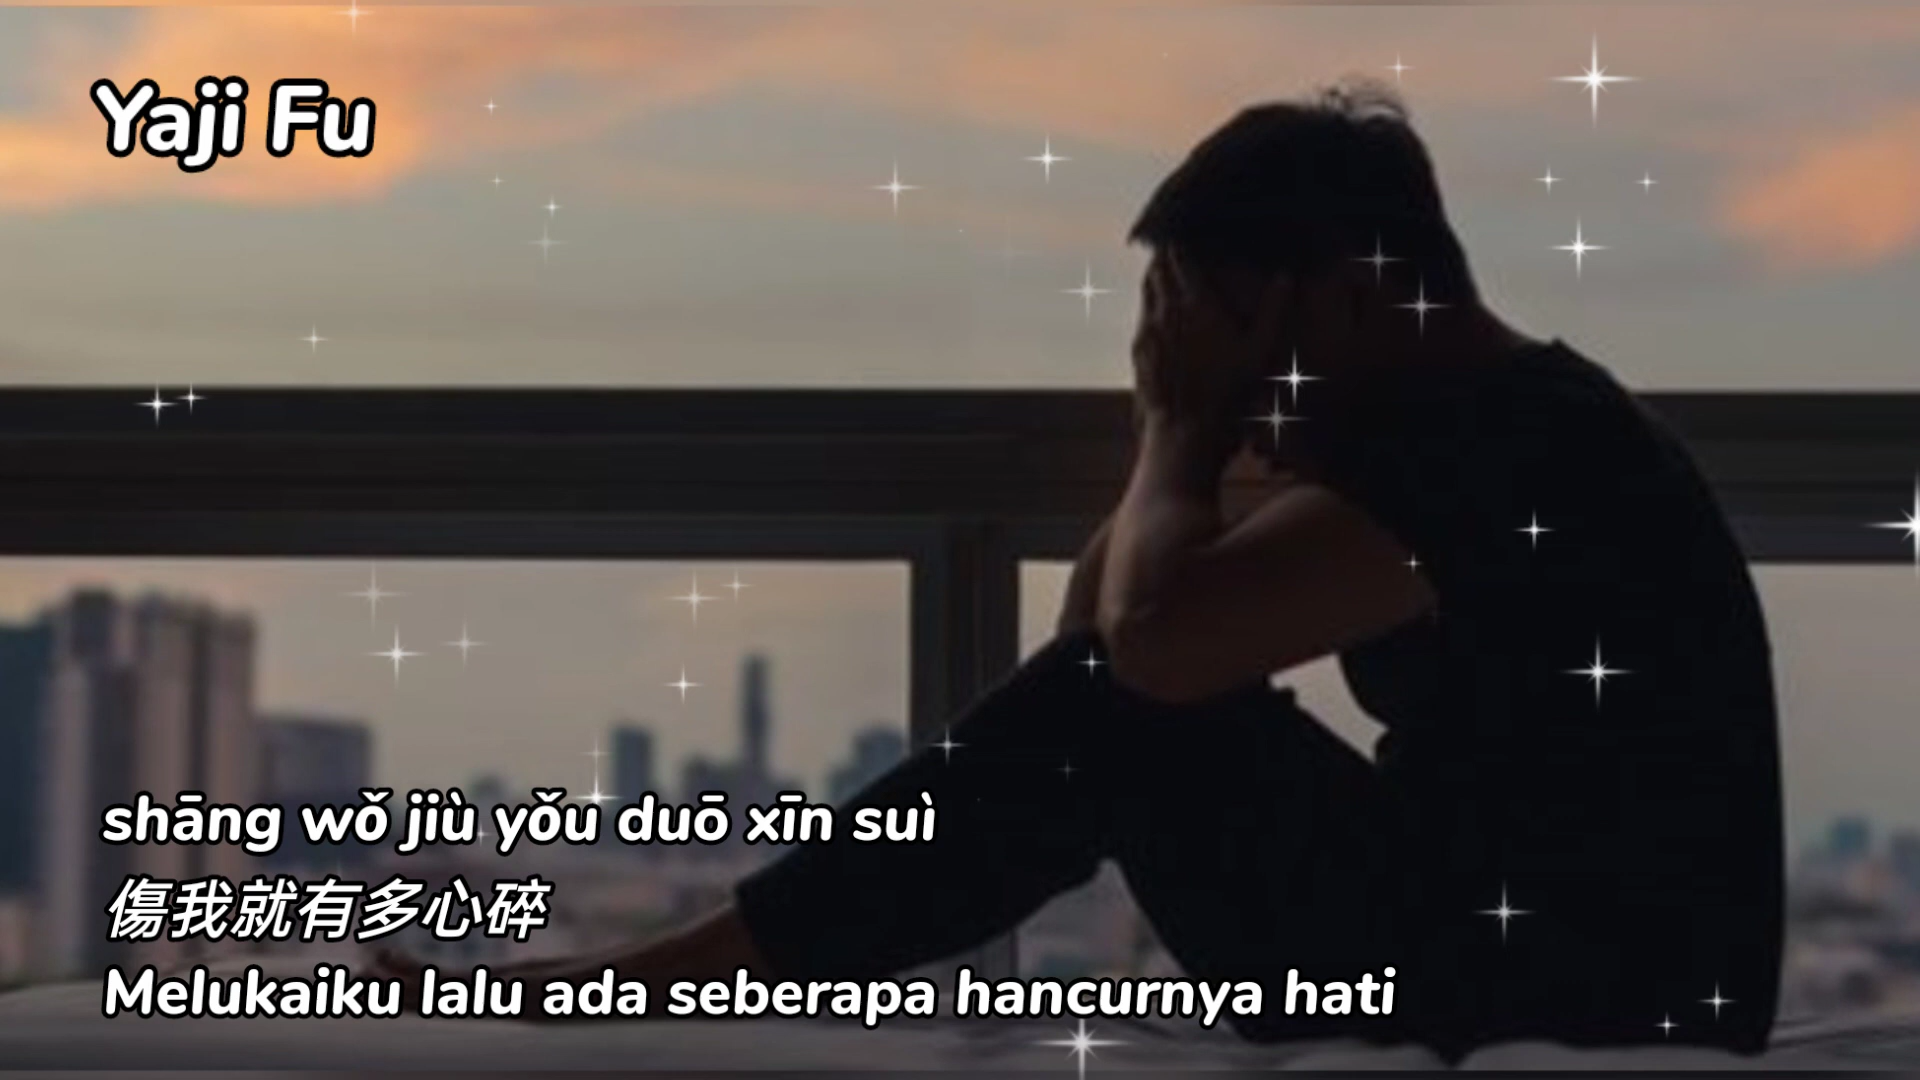 Yaji Fu
shāng wǒ jiù yǒu duō xīn suì
傷我就有多心碎
Melukaiku lalu ada seberapa hancurnya hati